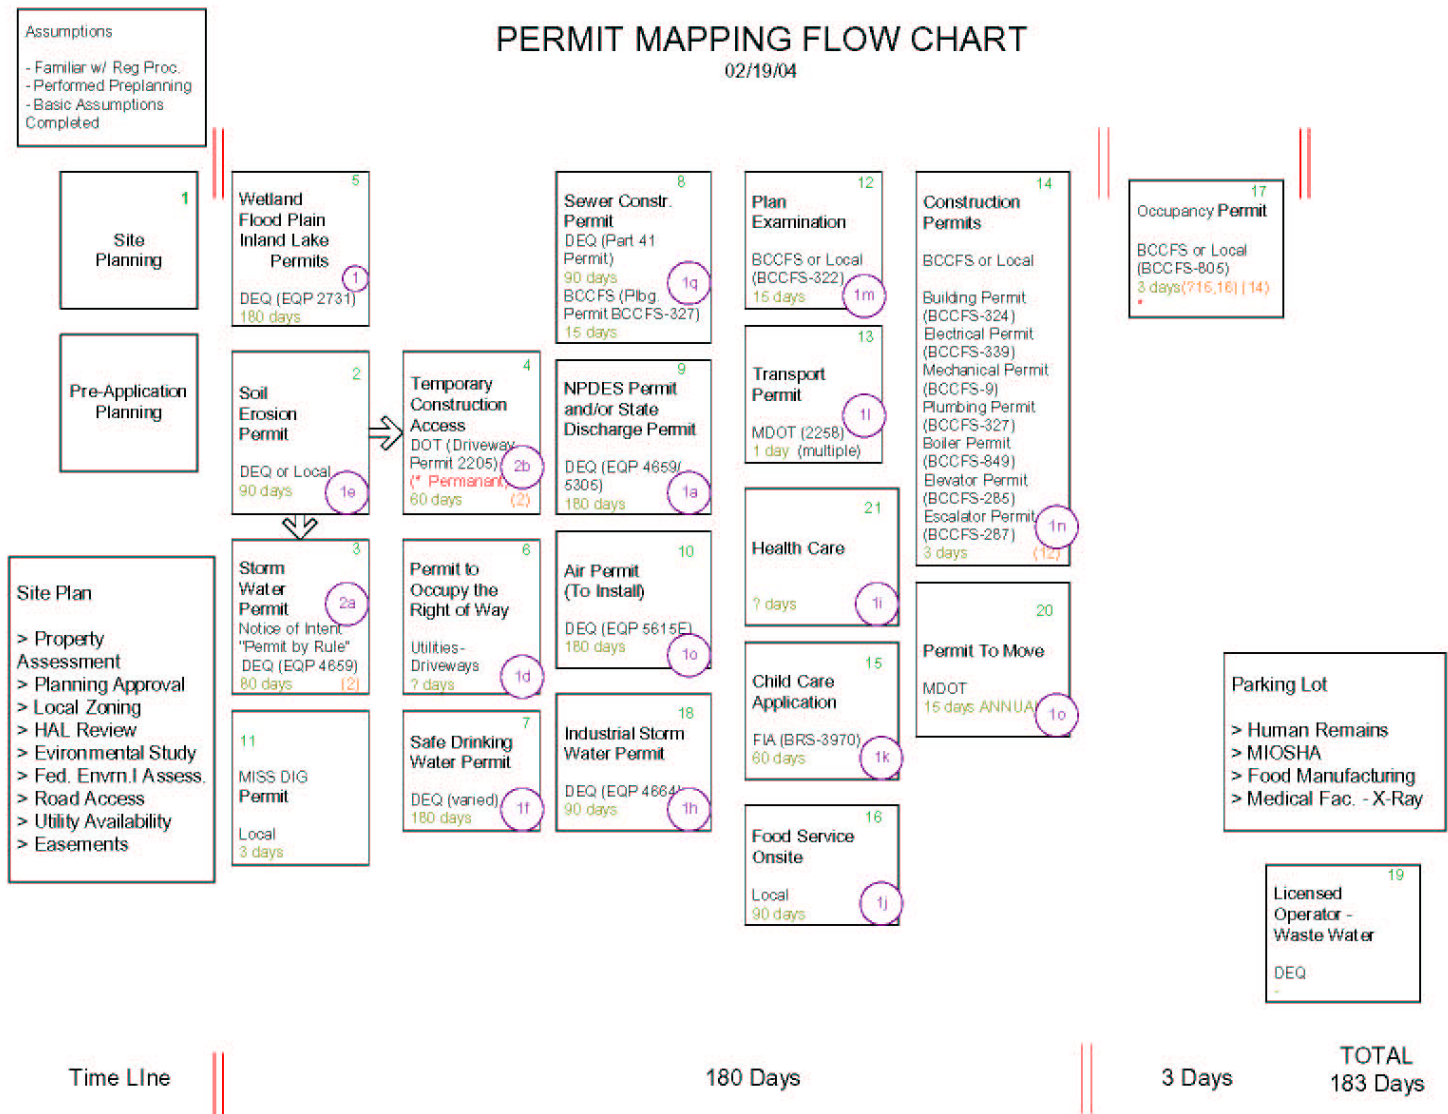 Assumptions
- Familiar w/ Reg Proc.
- Performed Preplanning
- Basic Assumptions
Completed
PERMIT MAPPING FLOW CHART
02/19/04
1
Site
Planning
Pre-Application
Planning
Site Plan
> Property
Assessment
> Planning Approval
> Local Zoning
> HAL Review
> Evironmental Study
> Fed. Envrn.l Assess.
> Road Access
> Utility Availability
> Easements
5
Wetland
Flood Plain
Inland Lake
Permits
1
DEQ (EQP 2731)
180 days
2
Soil
Erosion
Permit
DEQ or Local
1e
90 days
3
Storm
Water
Permit
2a
Notice of Intent
"Permit by Rule"
DEQ (EQP 4659)
80 days (2)
11
MISS DIG
Permit
Local
3 days
4
Temporary
Construction
Access
DOT (Driveway
Permit 2205)
2b
(* Permanant)
60 days (2)
6
Permit to
Occupy the
Right of Way
Utilities-
Driveways
1d
? days
7
Safe Drinking
Water Permit
DEQ (varied)
1f
180 days
8
Sewer Constr.
Permit
DEQ (Part 41
Permit)
90 days
1q
BCCFS (Plbg.
Permit BCCFS-327)
15 days
9
NPDES Permit
and/or State
Discharge Permit
DEQ (EQP 4659/
5305)
1a
180 days
10
Air Permit
(To Install)
DEQ (EQP 5615E)
180 days
1o
18
Industrial Storm
Water Permit
DEQ (EQP 4664)
90 days
1h
12
Plan
Examination
BCCFS or Local
(BCCFS-322)
15 days
1m
13
Transport
Permit
1l
MDOT (2258)
1 day (multiple)
21
Health Care
? days
1i
15
Child Care
Application
FIA (BRS-3970)
60 days
1k
16
Food Service
Onsite
Local
1j
90 days
14
Construction
Permits
BCCFS or Local
Building Permit
(BCCFS-324)
Electrical Permit
(BCCFS-339)
Mechanical Permit
(BCCFS-9)
Plumbing Permit
(BCCFS-327)
Boiler Permit
(BCCFS-849)
Elevator Permit
(BCCFS-285)
Escalator Permit
(BCCFS-287)
1n
3 days (12)
20
Permit To Move
MDOT
15 days ANNUA
1o
17
Occupancy Permit
BCCFS or Local
(BCCFS-805)
3 days(?15,16) (14)
*
Parking Lot
> Human Remains
> MIOSHA
> Food Manufacturing
> Medical Fac. - X-Ray
19
Licensed
Operator -
Waste Water
DEQ
-
Time LIne
180 Days
3 Days
TOTAL
183 Days